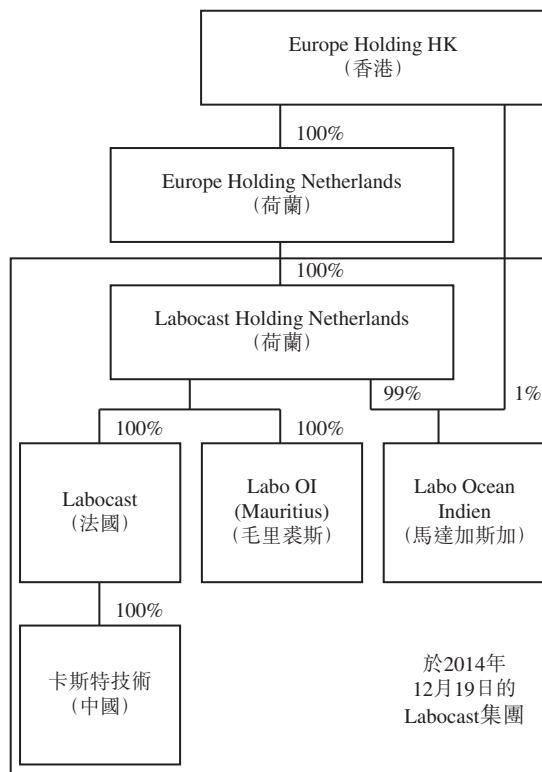 Europe Holding HK
（香港）
100%
Europe Holding Netherlands
（荷蘭）
100%
Labocast Holding Netherlands
（荷蘭）
99%
1%
100%
100%
Labocast
（法國）
Labo OI
(Mauritius)
（毛里裘斯）
Labo Ocean
Indien
（馬達加斯加）
100%
卡斯特技術
（中國）
於2014年
12月19日的
Labocast集團